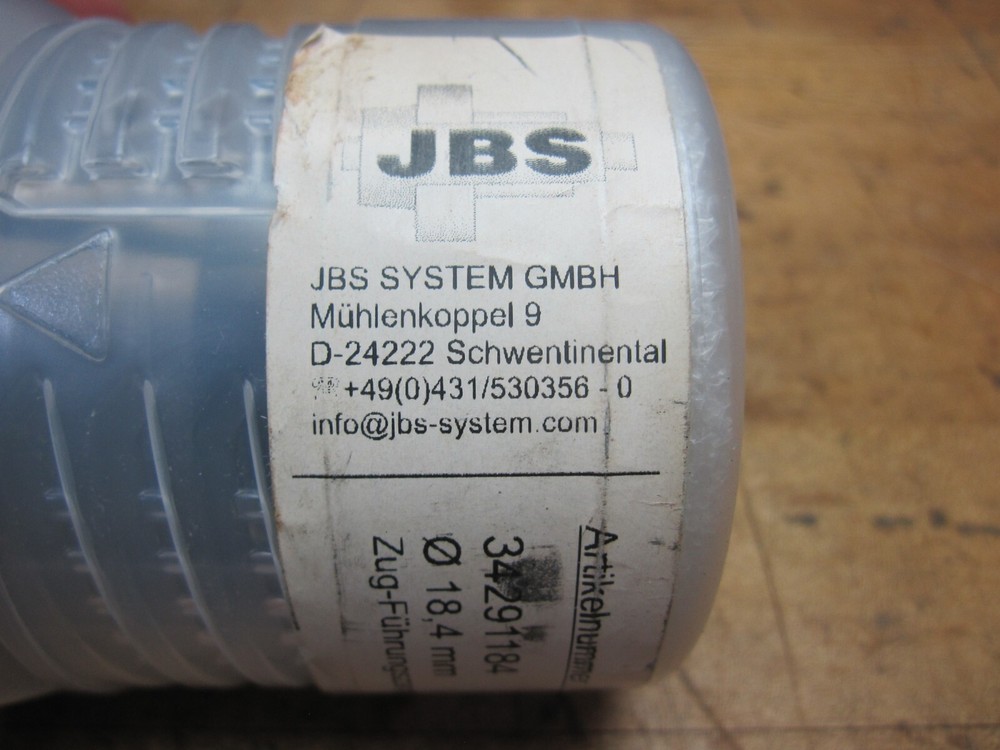 JBS
JBS SYSTEM GMBH
Mühlenkoppel 9
D-24222 Schwentinental
☎ +49(0)431/530356 - 0
info@jbs-system.com
34291184
Ø 18,4 mm